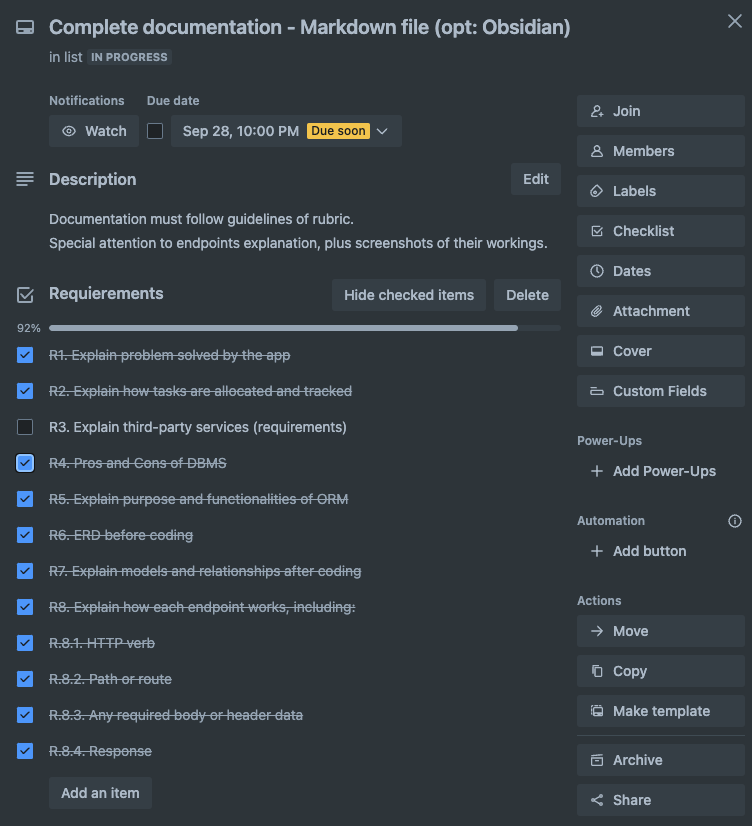 Complete documentation - Markdown file (opt: Obsidian)
in list IN PROGRESS
Notifications
Due date
Watch
Sep 28, 10:00 PM Due soon
Description
Edit
Documentation must follow guidelines of rubric.
Special attention to endpoints explanation, plus screenshots of their workings.
Requierements
Hide checked items
Delete
92%
R1. Explain problem solved by the app
R2. Explain how tasks are allocated and tracked
R3. Explain third-party services (requirements)
R4. Pros and Cons of DBMS
R5. Explain purpose and functionalities of ORM
R6. ERD before coding
R7. Explain models and relationships after coding
R8. Explain how each endpoint works, including:
R.8.1. HTTP verb
R.8.2. Path or route
R.8.3. Any required body or header data
R.8.4. Response
Add an item
Join
Members
Labels
Checklist
Dates
Attachment
Cover
Custom Fields
Power-Ups
Add Power-Ups
Automation
Add button
Actions
Move
Copy
Make template
Archive
Share